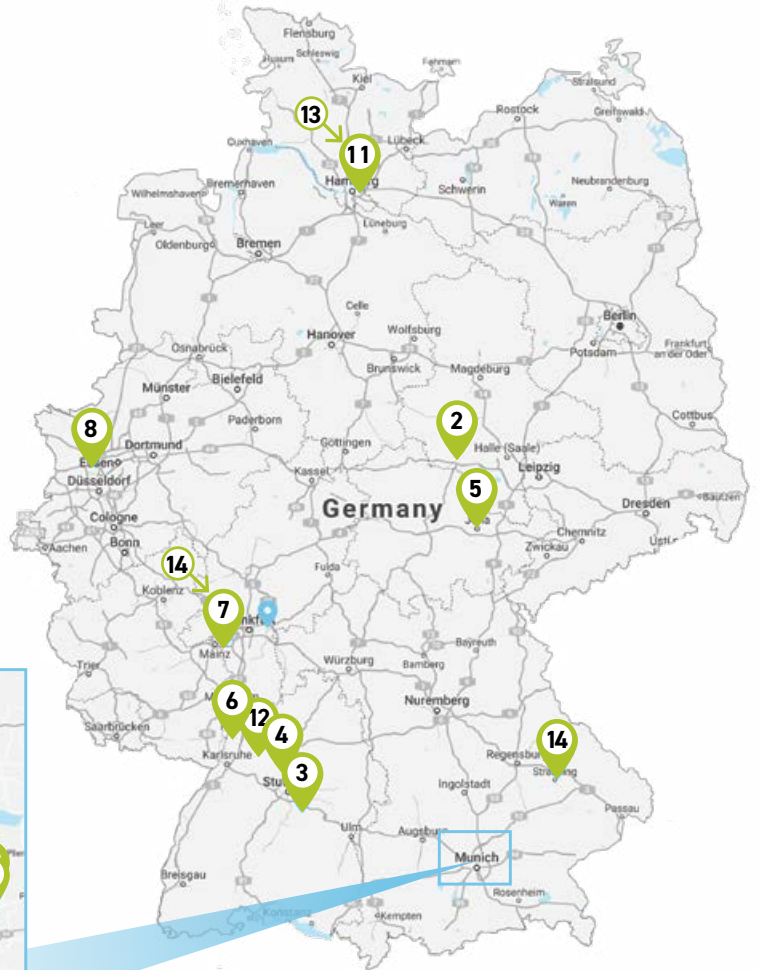 Flensburg
Husum
Schleswig
Fehmarn
Kiel
Stralsund
13
Rostock
Greifswald
Cuxhaven
Lübeck
11
Hamburg
Schwerin
Neubrandenburg
Wilhelmshaven
Bremerhaven
Waren
Leer
Lüneburg
Oldenburg
Bremen
Celle
Berlin
Hanover
Wolfsburg
Osnabrück
Potsdam
Frankfurt
an der Oder
Brunswick
Magdeburg
Münster
Bielefeld
2
Paderborn
Cottbus
8
Dortmund
Göttingen
Halle (Saale)
Essen
Kassel
Leipzig
Düsseldorf
5
Germany
Dresden
Bautzen
Cologne
Jena
Chemnitz
Aachen
Bonn
Zwickau
14
Fulda
Koblenz
7
Mainz
Bayreuth
Trier
Würzburg
Bamberg
6
12
Nuremberg
4
Saarbrücken
14
Karlsruhe
Regensburg
3
Straubing
Ingolstadt
Passau
Ulm
Augsburg
Munich
Breisgau
Rosenheim
Konstanz
Kempten